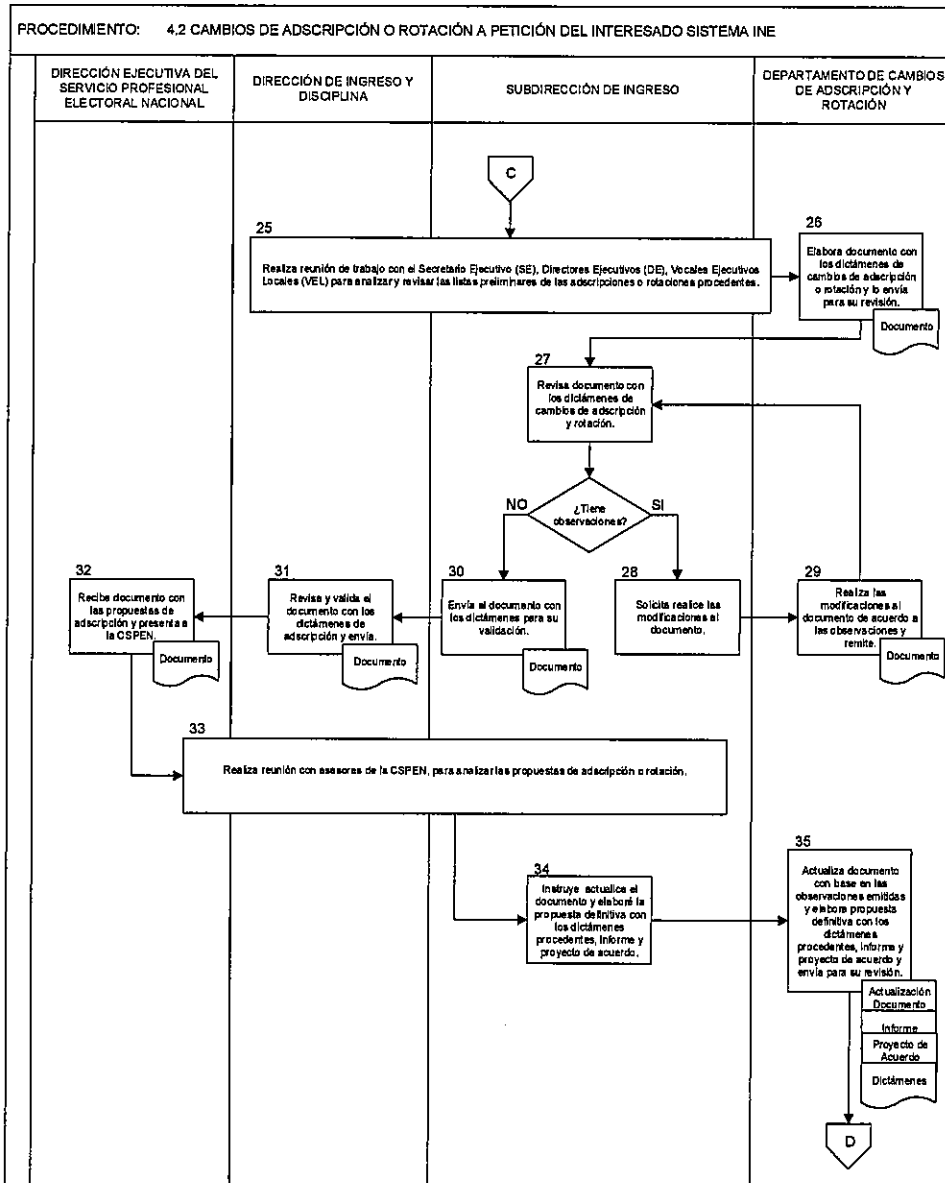 PROCEDIMIENTO: 4.2 CAMBIOS DE ADSCRIPCIÓN O ROTACIÓN A PETICIÓN DEL INTERESADO SISTEMA INE
DIRECCIÓN EJECUTIVA DEL
SERVICIO PROFESIONAL
ELECTORAL NACIONAL
DIRECCIÓN DE INGRESO Y
DISCIPLINA
SUBDIRECCIÓN DE INGRESO
DEPARTAMENTO DE CAMBIOS
DE ADSCRIPCIÓN Y
ROTACIÓN
C
25
Realiza reunión de trabajo con el Secretario Ejecutivo (SE), Directores Ejecutivos (DE), Vocales Ejecutivos
Locales (VEL) para analizar y revisar las listas preliminares de las adscripciones o rotaciones procedentes.
26
Elabora documento con
los dictámenes de
cambios de adscripción
o rotación y lo envía
para su revisión.
Documento
27
Revisa documento con
los dictámenes de
cambios de adscripción
y rotación.
¿Tiene
observaciones?
NO
SI
32
Recibe documento con
las propuestas de
adscripción y presenta a
la CSPEN.
Documento
31
Revisa y valida el
documento con los
dictámenes de
adscripción y envía.
Documento
30
Envía el documento con
los dictámenes para su
validación.
Documento
28
Solicita realice las
modificaciones al
documento.
29
Realiza las
modificaciones al
documento de acuerdo a
las observaciones y
remite.
Documento
33
Realiza reunión con asesores de la CSPEN, para analizar las propuestas de adscripción o rotación.
34
Instruye actualice el
documento y elaboré la
propuesta definitiva con
los dictámenes
procedentes, Informe y
proyecto de acuerdo.
35
Actualiza documento
con base en las
observaciones emitidas
y elabora propuesta
definitiva con los
dictámenes
procedentes, Informe y
proyecto de acuerdo y
envía para su revisión.
Actualización
Documento
Informe
Proyecto de
Acuerdo
Dictámenes
D